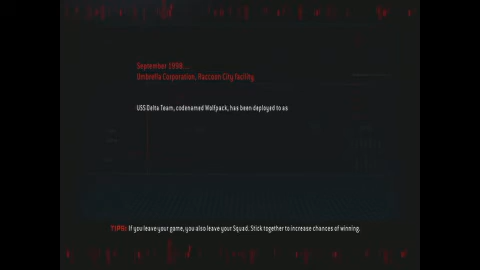 September 1998...
Umbrella Corporation, Raccoon City Facility
USS Delta Team, codenamed Wolfpack, has been deployed to as
TIPS: If you leave your game, you also leave your Squad. Stick together to increase chances of winning.